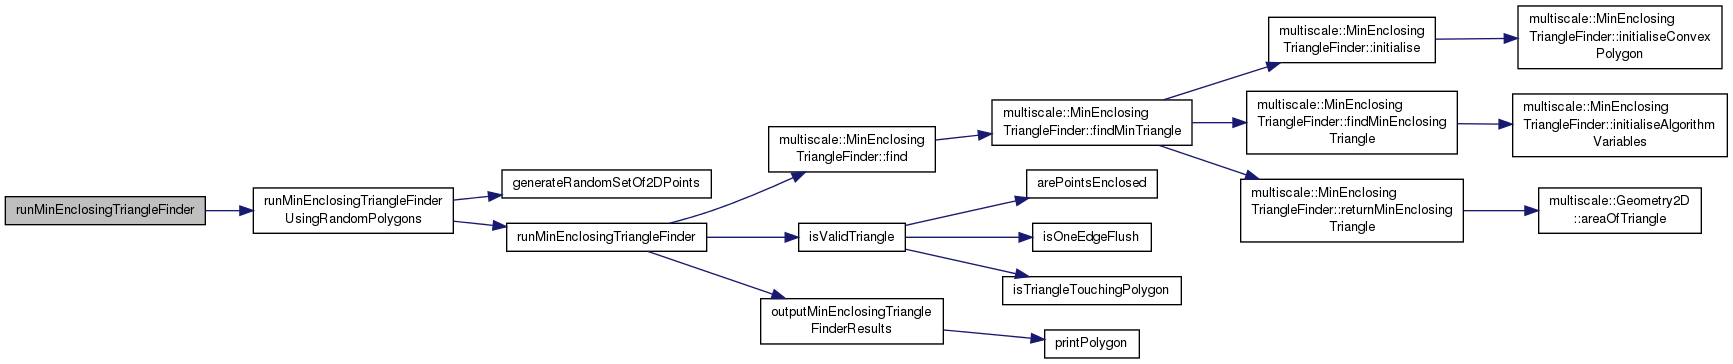 runMinEnclosingTriangleFinder
runMinEnclosingTriangleFinder
UsingRandomPolygons
generateRandomSetOf2DPoints
runMinEnclosingTriangleFinder
multiscale::MinEnclosing
TriangleFinder::find
isValidTriangle
outputMinEnclosingTriangle
FinderResults
multiscale::MinEnclosing
TriangleFinder::findMinTriangle
arePointsEnclosed
isOneEdgeFlush
isTriangleTouchingPolygon
printPolygon
multiscale::MinEnclosing
TriangleFinder::initialise
multiscale::MinEnclosing
TriangleFinder::findMinEnclosing
Triangle
multiscale::MinEnclosing
TriangleFinder::returnMinEnclosing
Triangle
multiscale::MinEnclosing
TriangleFinder::initialiseConvex
Polygon
multiscale::MinEnclosing
TriangleFinder::initialiseAlgorithm
Variables
multiscale::Geometry2D
::areaOfTriangle